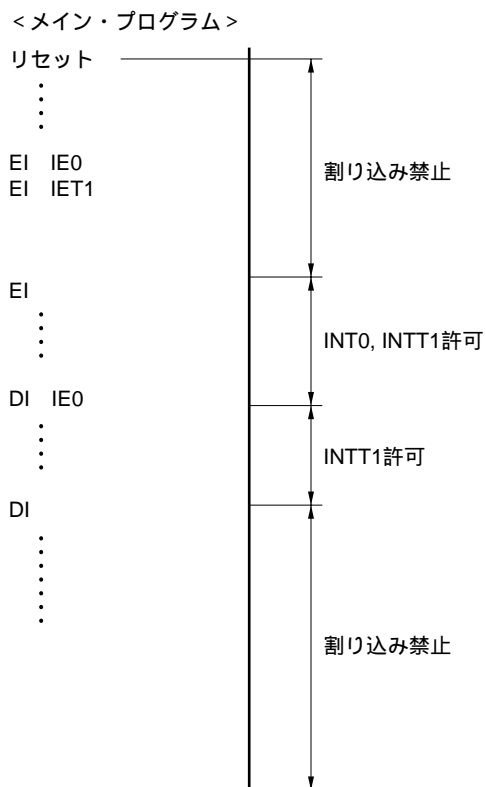 <メイン・プログラム>
リセット
割り込み禁止
EI IE0
EI IET1
EI
INT0, INTT1許可
DI IE0
INTT1許可
DI
割り込み禁止